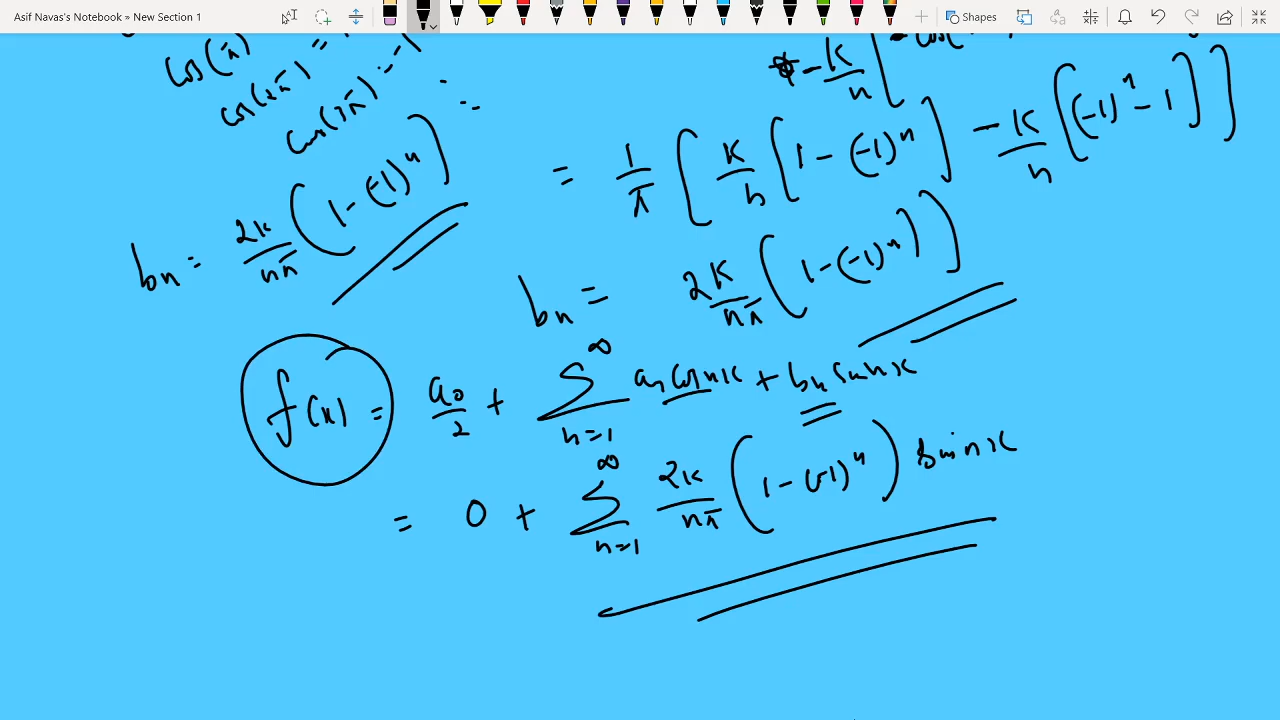 Asif Navas's Notebook » New Section 1
Shapes
cos(π)
cos(2π) =
cos(3π) = -1
- k/n [
= 1/π [ k/n [1 - (-1)^n] - k/n [(-1)^n - 1] ]
bn = 2k/nπ (1 - (-1)^n)
bn = 2k/nπ (1 - (-1)^n)
f(x) = a0/2 + ∑_{n=1}^{∞} an cos nx + bn sin nx
= 0 + ∑_{n=1}^{∞} 2k/nπ (1 - (-1)^n) sin nx